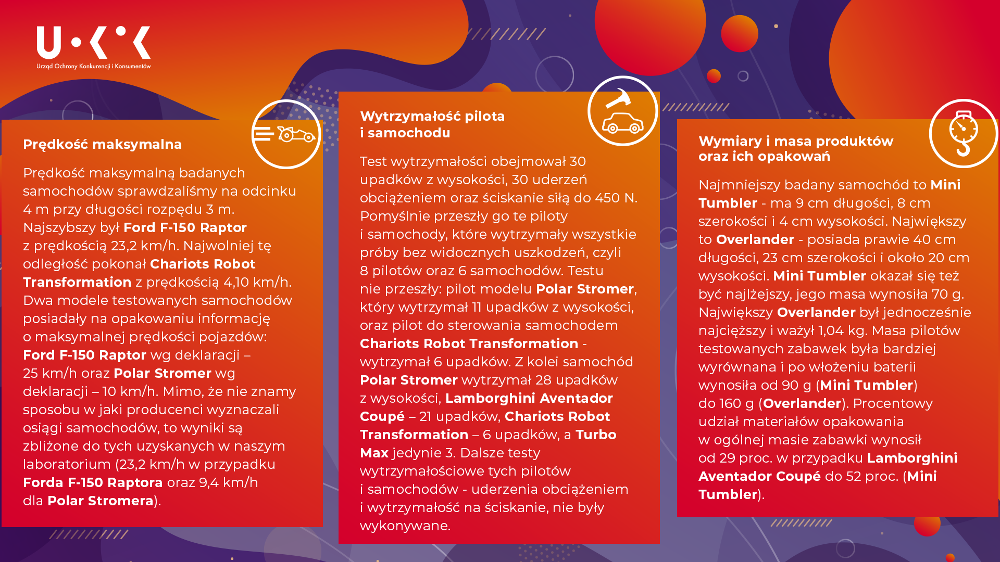 U·K·K
Urząd Ochrony Konkurencji i Konsumentów
Prędkość maksymalna
Prędkość maksymalną badanych
samochodów sprawdzaliśmy na odcinku
4 m przy długości rozpędu 3 m.
Najszybszy był Ford F-150 Raptor
z prędkością 23,2 km/h. Najwolniej tę
odległość pokonał Chariots Robot
Transformation z prędkością 4,10 km/h.
Dwa modele testowanych samochodów
posiadały na opakowaniu informację
o maksymalnej prędkości pojazdów:
Ford F-150 Raptor wg deklaracji –
25 km/h oraz Polar Stromer wg
deklaracji – 10 km/h. Mimo, że nie znamy
sposobu w jaki producenci wyznaczali
osiągi samochodów, to wyniki są
zbliżone do tych uzyskanych w naszym
laboratorium (23,2 km/h w przypadku
Forda F-150 Raptora oraz 9,4 km/h
dla Polar Stromera).
Wytrzymałość pilota
i samochodu
Test wytrzymałości obejmował 30
upadków z wysokości, 30 uderzeń
obciążeniem oraz ściskanie siłą do 450 N.
Pomyślnie przeszły go te piloty
i samochody, które wytrzymały wszystkie
próby bez widocznych uszkodzeń, czyli
8 pilotów oraz 6 samochodów. Testu
nie przeszły: pilot modelu Polar Stromer,
który wytrzymał 11 upadków z wysokości,
oraz pilot do sterowania samochodem
Chariots Robot Transformation -
wytrzymał 6 upadków. Z kolei samochód
Polar Stromer wytrzymał 28 upadków
z wysokości, Lamborghini Aventador
Coupé – 21 upadków, Chariots Robot
Transformation – 6 upadków, a Turbo
Max jedynie 3. Dalsze testy
wytrzymałościowe tych pilotów
i samochodów - uderzenia obciążeniem
i wytrzymałość na ściskanie, nie były
wykonywane.
Wymiary i masa produktów
oraz ich opakowań
Najmniejszy badany samochód to Mini
Tumbler - ma 9 cm długości, 8 cm
szerokości i 4 cm wysokości. Największy
to Overlander - posiada prawie 40 cm
długości, 23 cm szerokości i około 20 cm
wysokości. Mini Tumbler okazał się też
być najlżejszy, jego masa wynosiła 70 g.
Największy Overlander był jednocześnie
najcięższy i ważył 1,04 kg. Masa pilotów
testowanych zabawek była bardziej
wyrównana i po włożeniu baterii
wynosiła od 90 g (Mini Tumbler)
do 160 g (Overlander). Procentowy
udział materiałów opakowania
w ogólnej masie zabawki wynosił
od 29 proc. w przypadku Lamborghini
Aventador Coupé do 52 proc. (Mini
Tumbler).